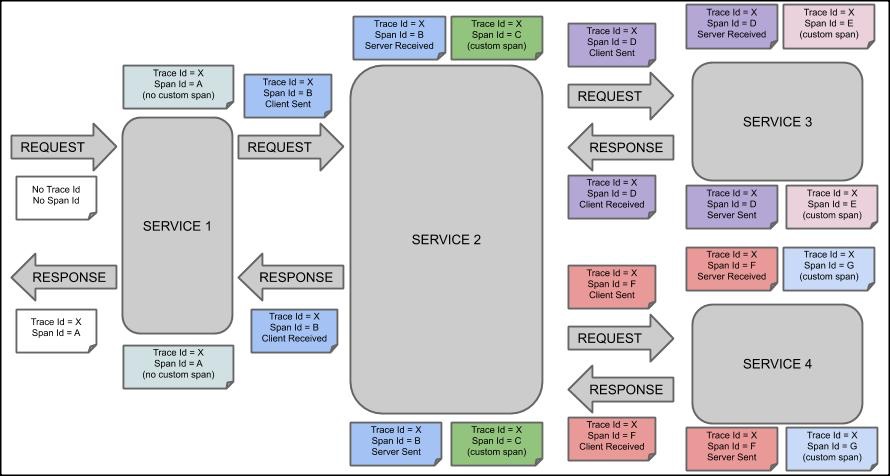 No Trace Id
No Span Id
REQUEST
RESPONSE
Trace Id = X
Span Id = A
Trace Id = X
Span Id = A
(no custom span)
SERVICE 1
Trace Id = X
Span Id = A
(no custom span)
Trace Id = X
Span Id = B
Client Sent
REQUEST
RESPONSE
Trace Id = X
Span Id = B
Client Received
Trace Id = X
Span Id = B
Server Received
Trace Id = X
Span Id = C
(custom span)
SERVICE 2
Trace Id = X
Span Id = B
Server Sent
Trace Id = X
Span Id = C
(custom span)
Trace Id = X
Span Id = D
Client Sent
REQUEST
RESPONSE
Trace Id = X
Span Id = D
Client Received
Trace Id = X
Span Id = D
Server Received
Trace Id = X
Span Id = E
(custom span)
SERVICE 3
Trace Id = X
Span Id = D
Server Sent
Trace Id = X
Span Id = E
(custom span)
Trace Id = X
Span Id = F
Client Sent
REQUEST
RESPONSE
Trace Id = X
Span Id = F
Client Received
Trace Id = X
Span Id = F
Server Received
Trace Id = X
Span Id = G
(custom span)
SERVICE 4
Trace Id = X
Span Id = F
Server Sent
Trace Id = X
Span Id = G
(custom span)